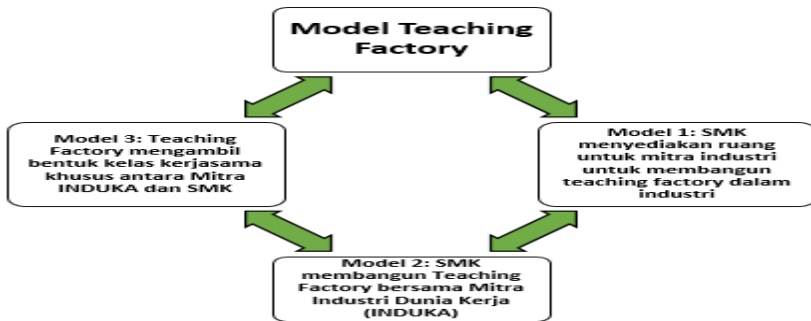 Model Teaching
Factory
Model 3: Teaching
Factory mengambil
bentuk kelas kerjasama
khusus antara Mitra
INDUKA dan SMK
Model 1: SMK
menyediakan ruang
untuk mitra industri
untuk membangun
teaching factory dalam
industri
Model 2: SMK
membangun Teaching
Factory bersama Mitra
Industri Dunia Kerja
(INDUKA)